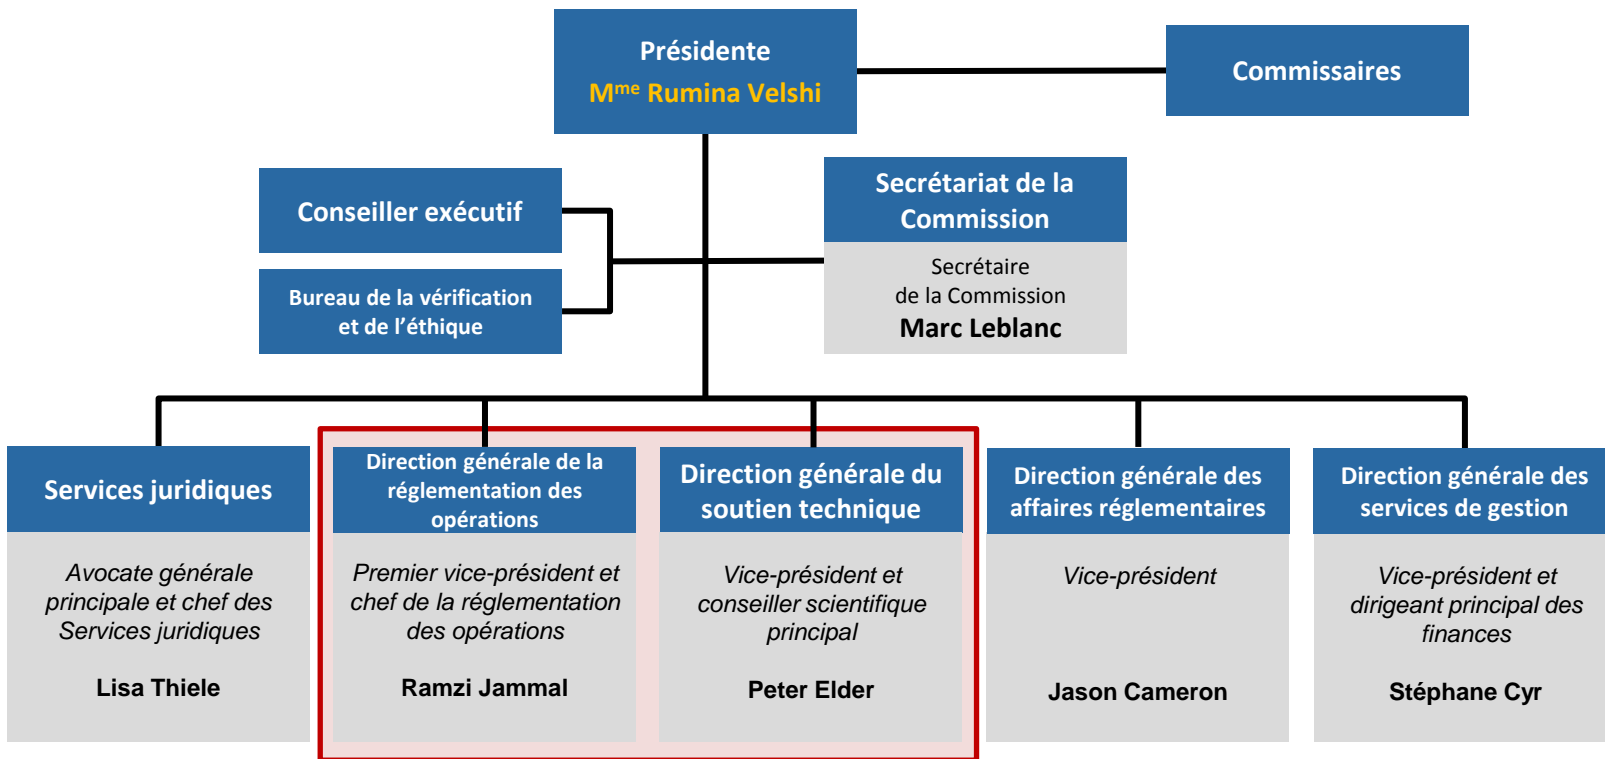 Présidente
Mme Rumina Velshi
Commissaires
Conseiller exécutif
Bureau de la vérification
et de l’éthique
Secrétariat de la
Commission
Secrétaire
de la Commission
Marc Leblanc
Services juridiques
Avocate générale
principale et chef des
Services juridiques
Lisa Thiele
Direction générale de la
réglementation des
opérations
Premier vice-président et
chef de la réglementation
des opérations
Ramzi Jammal
Direction générale du
soutien technique
Vice-président et
conseiller scientifique
principal
Peter Elder
Direction générale des
affaires réglementaires
Vice-président
Jason Cameron
Direction générale des
services de gestion
Vice-président et
dirigeant principal des
finances
Stéphane Cyr